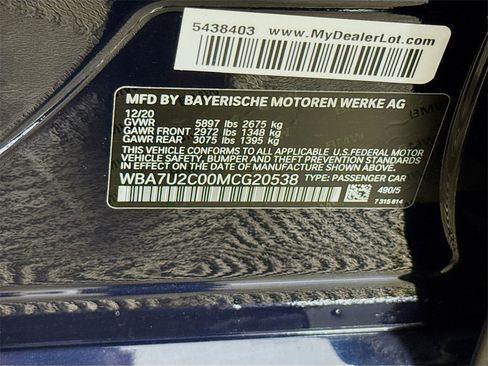 5438403 www.MyDealerLot.com
MFD BY BAYERISCHE MOTOREN WERKE AG
12/20
GVWR 5897 lbs 2675 kg
GAWR FRONT 2972 lbs 1348 kg
GAWR REAR 3075 lbs 1395 kg
THIS VEHICLE CONFORMS TO ALL APPLICABLE U.S.FEDERAL MOTOR
VEHICLE SAFETY, BUMPER AND THEFT PREVENTION STANDARDS
IN EFFECT ON THE DATE OF MANUFACTURE SHOWN ABOVE.
WBA7U2C00MCG20538 TYPE: PASSENGER CAR
490/5
7 315 814